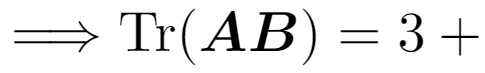 ⟹ Tr(𝑨𝑩) = 3 +